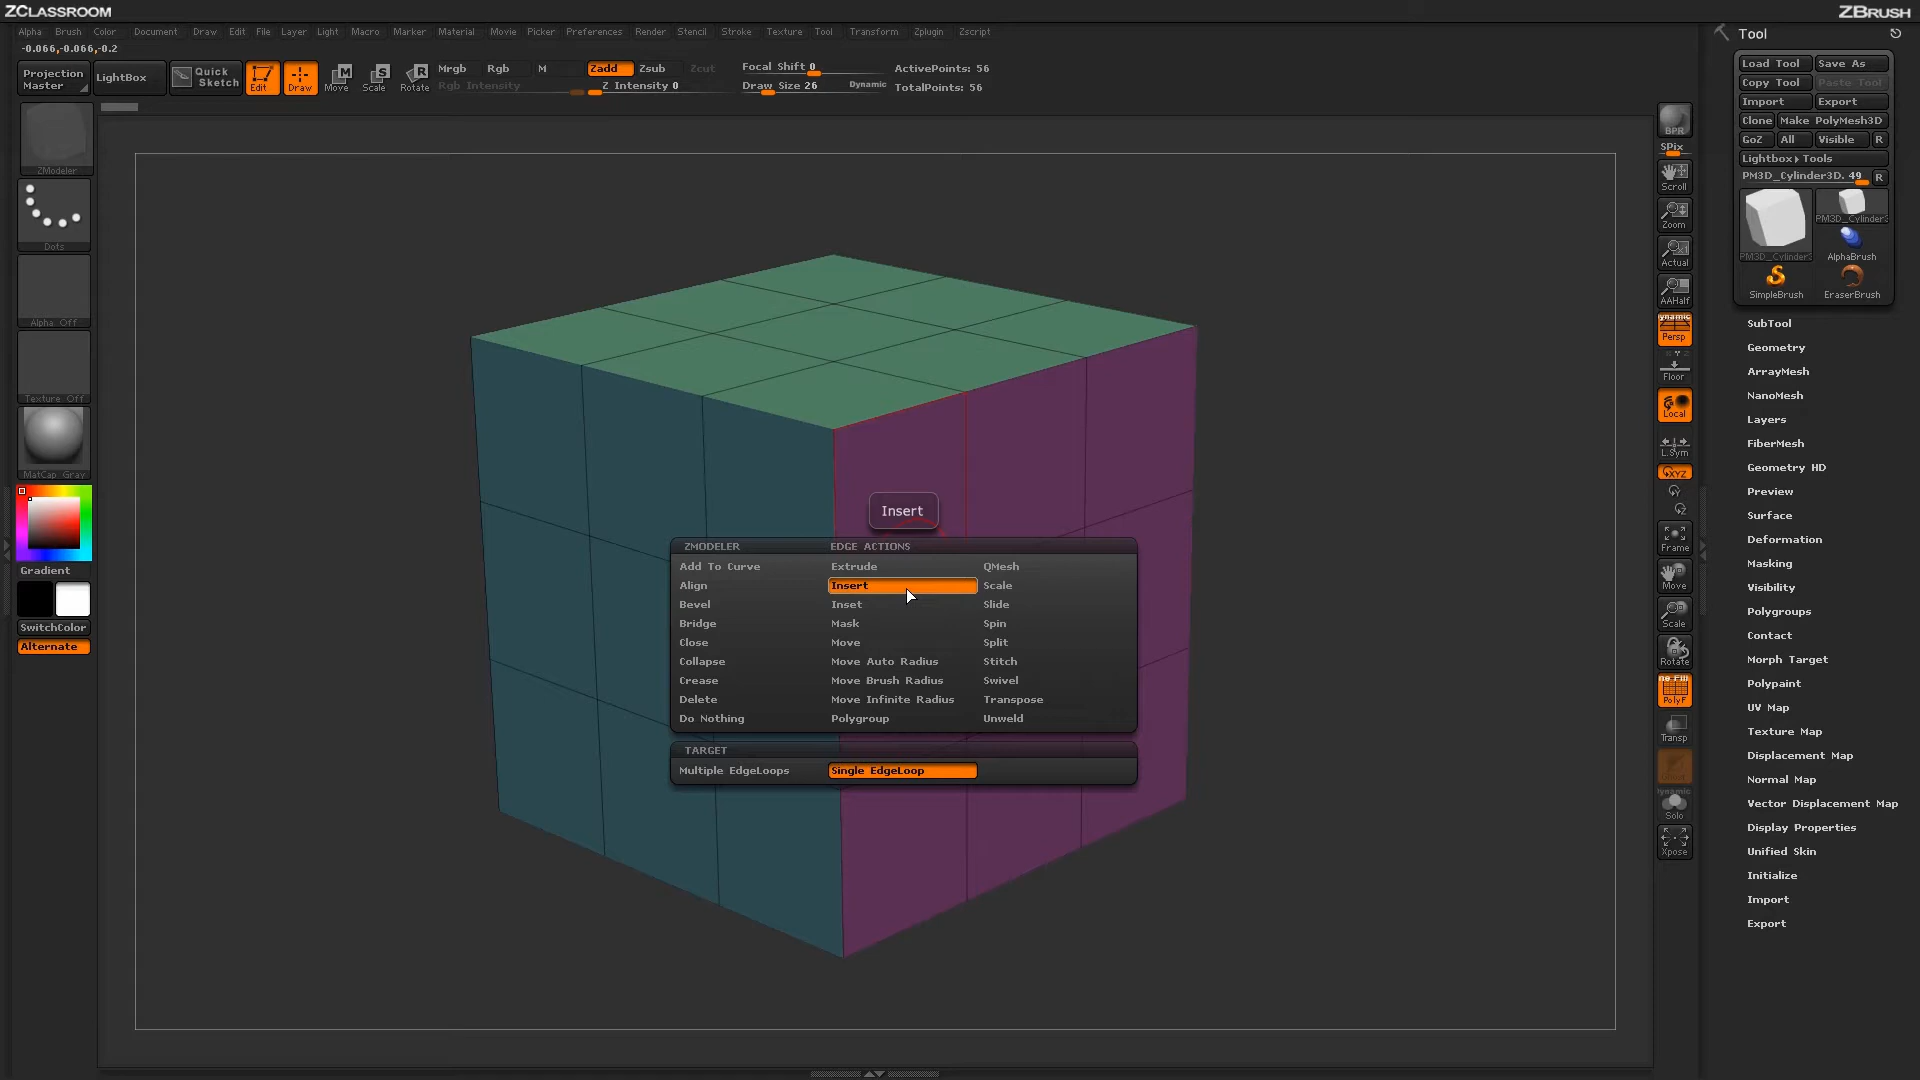 ZCLASSROOM
ZBRUSH
Alpha Brush Color Document Draw Edit File Layer Light Macro Marker Material Movie Picker Preferences Render Stencil Stroke Texture Tool Transform Zplugin Zscript
-0.066,-0.066,-0.2
Projection Master
LightBox
Quick Sketch
Edit
Draw
Move
Scale
Rotate
Mrgb Rgb M Zadd Zsub Zcut
Rgb Intensity Z Intensity 0
Focal Shift 0
Draw Size 26 Dynamic
ActivePoints: 56
TotalPoints: 56
ZModeler
Dots
Alpha Off
Texture Off
MatCap Gray
Gradient
SwitchColor
Alternate
Insert
ZMODELER EDGE ACTIONS
Add To Curve Extrude QMesh
Align Insert Scale
Bevel Inset Slide
Bridge Mask Spin
Close Move Split
Collapse Move Auto Radius Stitch
Crease Move Brush Radius Swivel
Delete Move Infinite Radius Transpose
Do Nothing Polygroup Unweld
TARGET
Multiple EdgeLoops Single EdgeLoop
BPR
SPix
Scroll
Zoom
Actual
AAHalf
Persp
Floor
Local
L.Sym
XYZ
Frame
Move
Scale
Rotate
PolyF
Transp
Solo
Xpose
Tool
Load Tool Save As
Copy Tool Paste Tool
Import Export
Clone Make PolyMesh3D
GoZ All Visible R
Lightbox▸Tools
PM3D_Cylinder3D. 49 R
AlphaBrush
SimpleBrush EraserBrush
SubTool
Geometry
ArrayMesh
NanoMesh
Layers
FiberMesh
Geometry HD
Preview
Surface
Deformation
Masking
Visibility
Polygroups
Contact
Morph Target
Polypaint
UV Map
Texture Map
Displacement Map
Normal Map
Vector Displacement Map
Display Properties
Unified Skin
Initialize
Import
Export